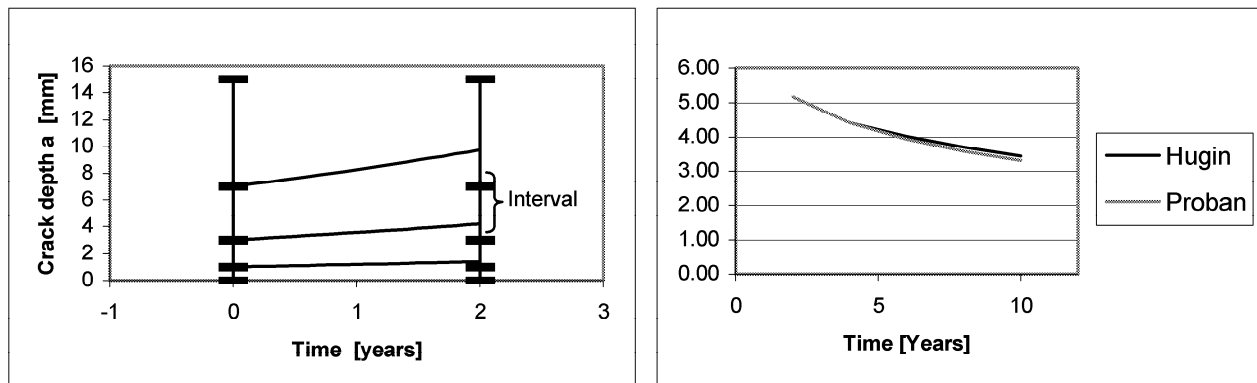 Crack depth a [mm]
16
14
12
10
8
6
4
2
0
-1 0 1 2 3
Time [years]
Interval
6.00
5.00
4.00
3.00
2.00
1.00
0.00
0 5 10
Time [Years]
Hugin
Proban